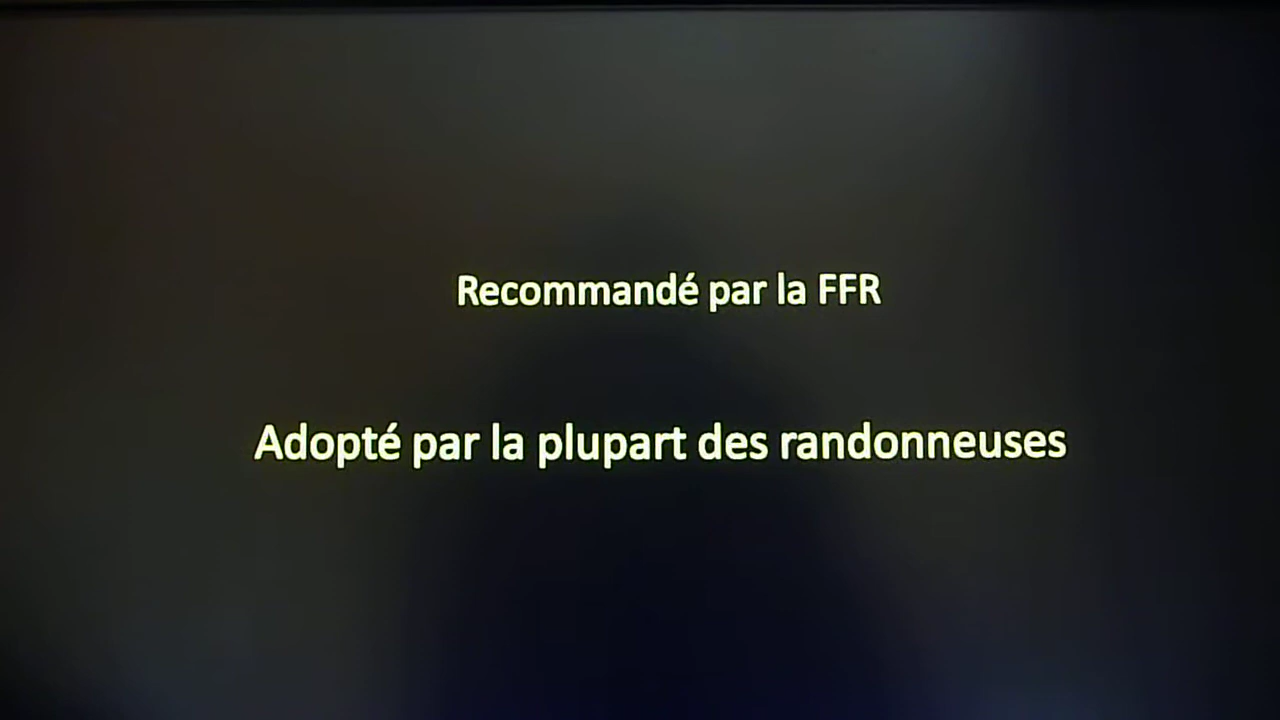 Recommandé par la FFR
Adopté par la plupart des randonneuses